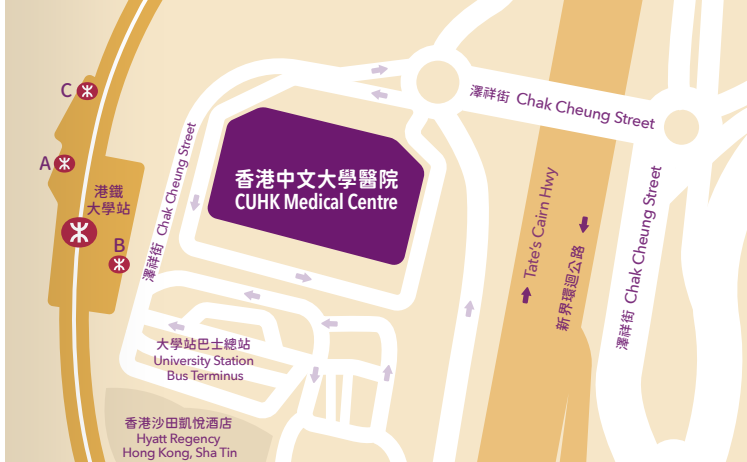 C
A
港鐵
大學站
B
澤祥街 Chak Cheung Street
香港中文大學醫院
CUHK Medical Centre
澤祥街 Chak Cheung Street
Tate's Cairn Hwy
新界環迴公路
澤祥街 Chak Cheung Street
大學站巴士總站
University Station
Bus Terminus
香港沙田凱悅酒店
Hyatt Regency
Hong Kong, Sha Tin